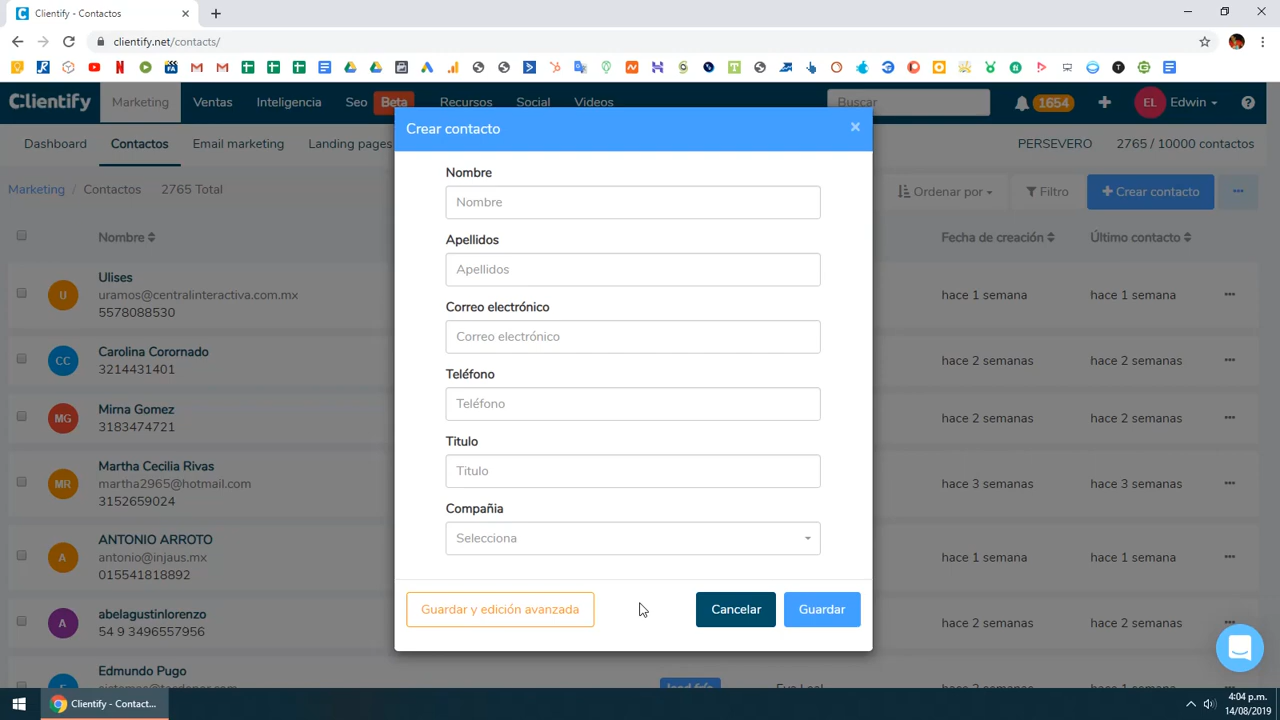 Clientify - Contactos
clientify.net/contacts/
Clientify
Marketing
Ventas
Inteligencia
Seo
Beta
Recursos
Social
Videos
Buscar
1654
EL
Edwin
Dashboard
Contactos
Email marketing
Landing pages
PERSEVERO
2765 / 10000 contactos
Marketing / Contactos 2765 Total
Ordenar por
Filtro
Crear contacto
Nombre
Fecha de creación
Último contacto
U
Ulises
uramos@centralinteractiva.com.mx
5578088530
hace 1 semana
hace 1 semana
CC
Carolina Corornado
3214431401
hace 2 semanas
hace 2 semanas
MG
Mirna Gomez
3183474721
hace 2 semanas
hace 2 semanas
MR
Martha Cecilia Rivas
martha2965@hotmail.com
3152659024
hace 3 semanas
hace 3 semanas
A
ANTONIO ARROTO
antonio@injaus.mx
015541818892
hace 1 semana
hace 1 semana
A
abelagustinlorenzo
54 9 3496557956
hace 2 semanas
hace 2 semanas
Edmundo Pugo
Eva Leal
Crear contacto
×
Nombre
Nombre
Apellidos
Apellidos
Correo electrónico
Correo electrónico
Teléfono
Teléfono
Titulo
Titulo
Compañia
Selecciona
Guardar y edición avanzada
Cancelar
Guardar
Clientify - Contact...
4:04 p.m.
14/08/2019